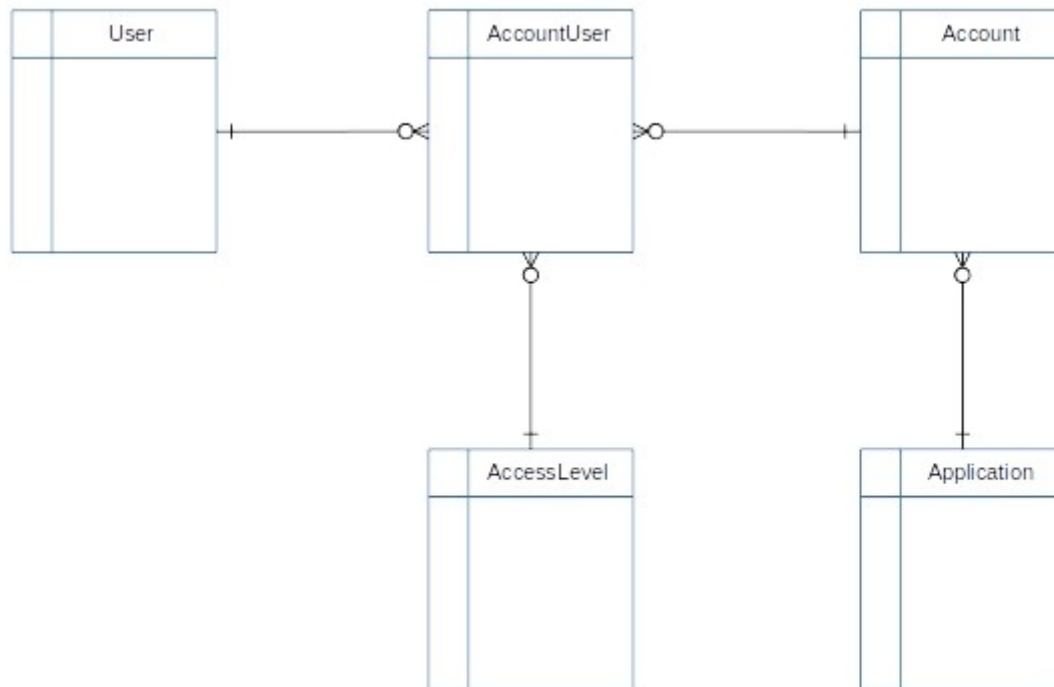 User
AccountUser
Account
AccessLevel
Application